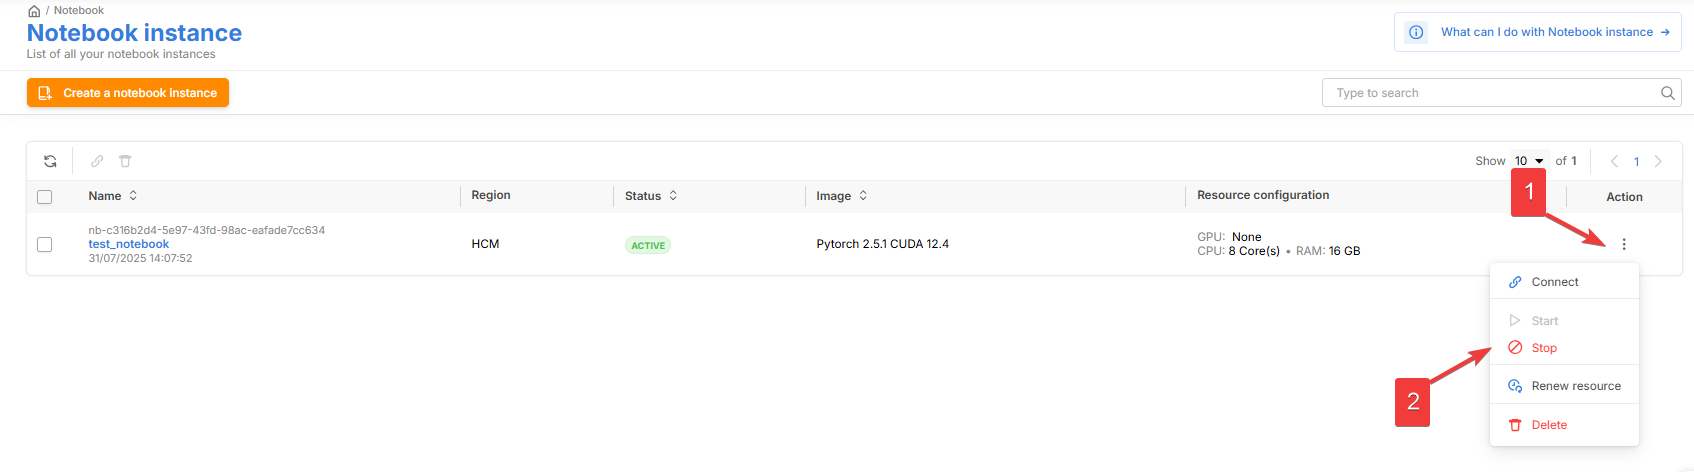 / Notebook
Notebook instance
List of all your notebook instances
What can I do with Notebook instance →
Create a notebook instance
Type to search
Show 10 of 1 1
Name Region Status Image Resource configuration Action
nb-c316b2d4-5e97-43fd-98ac-eafade7cc634
test_notebook
31/07/2025 14:07:52
HCM
ACTIVE
Pytorch 2.5.1 CUDA 12.4
GPU: None
CPU: 8 Core(s) • RAM: 16 GB
1
Connect
Start
Stop
2
Renew resource
Delete